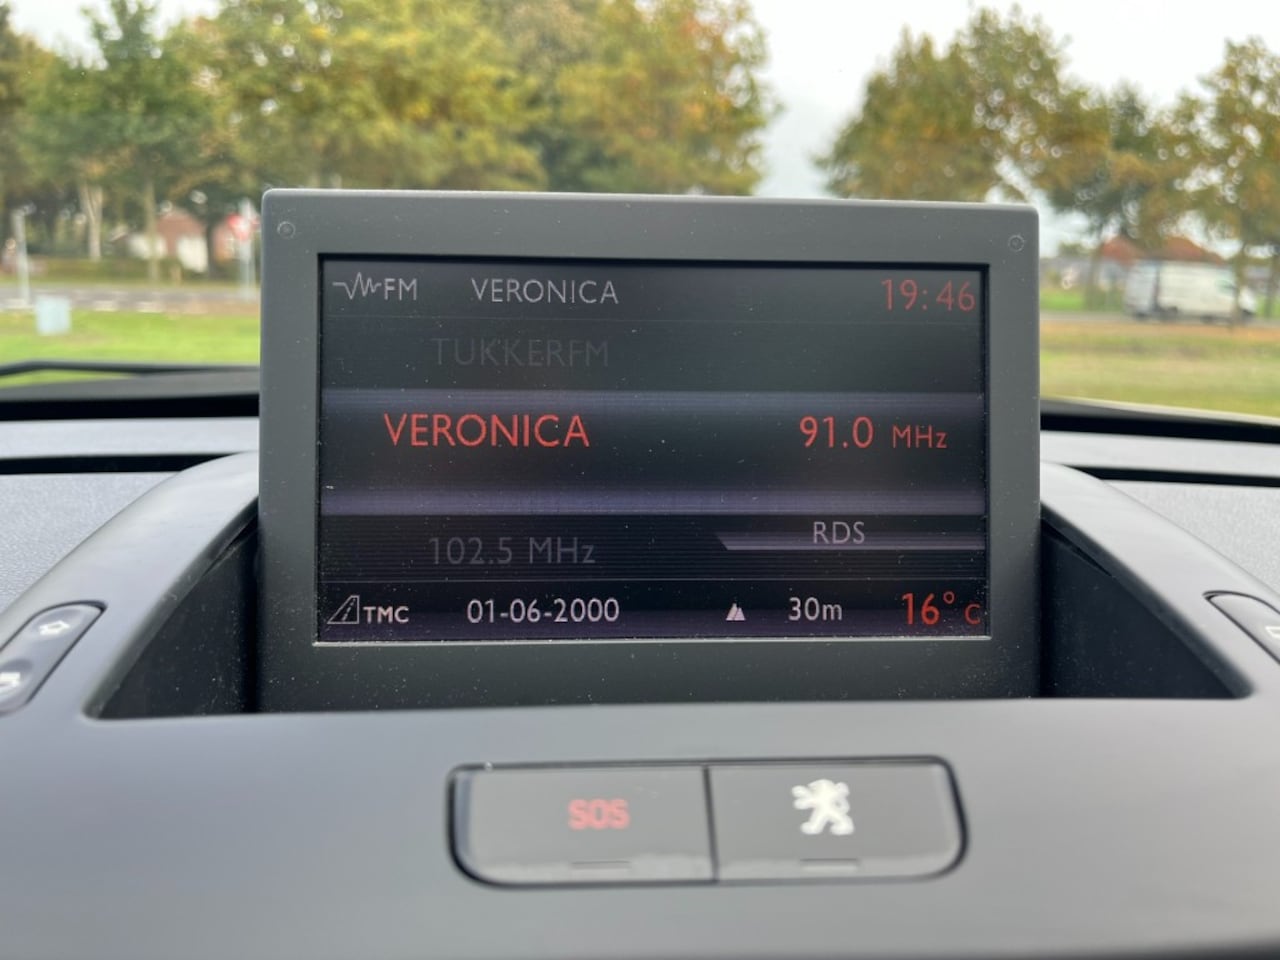 FM VERONICA 19:46
TUKKERFM
VERONICA 91.0 MHz
RDS
102.5 MHz
TMC 01-06-2000 30m 16°C
SOS